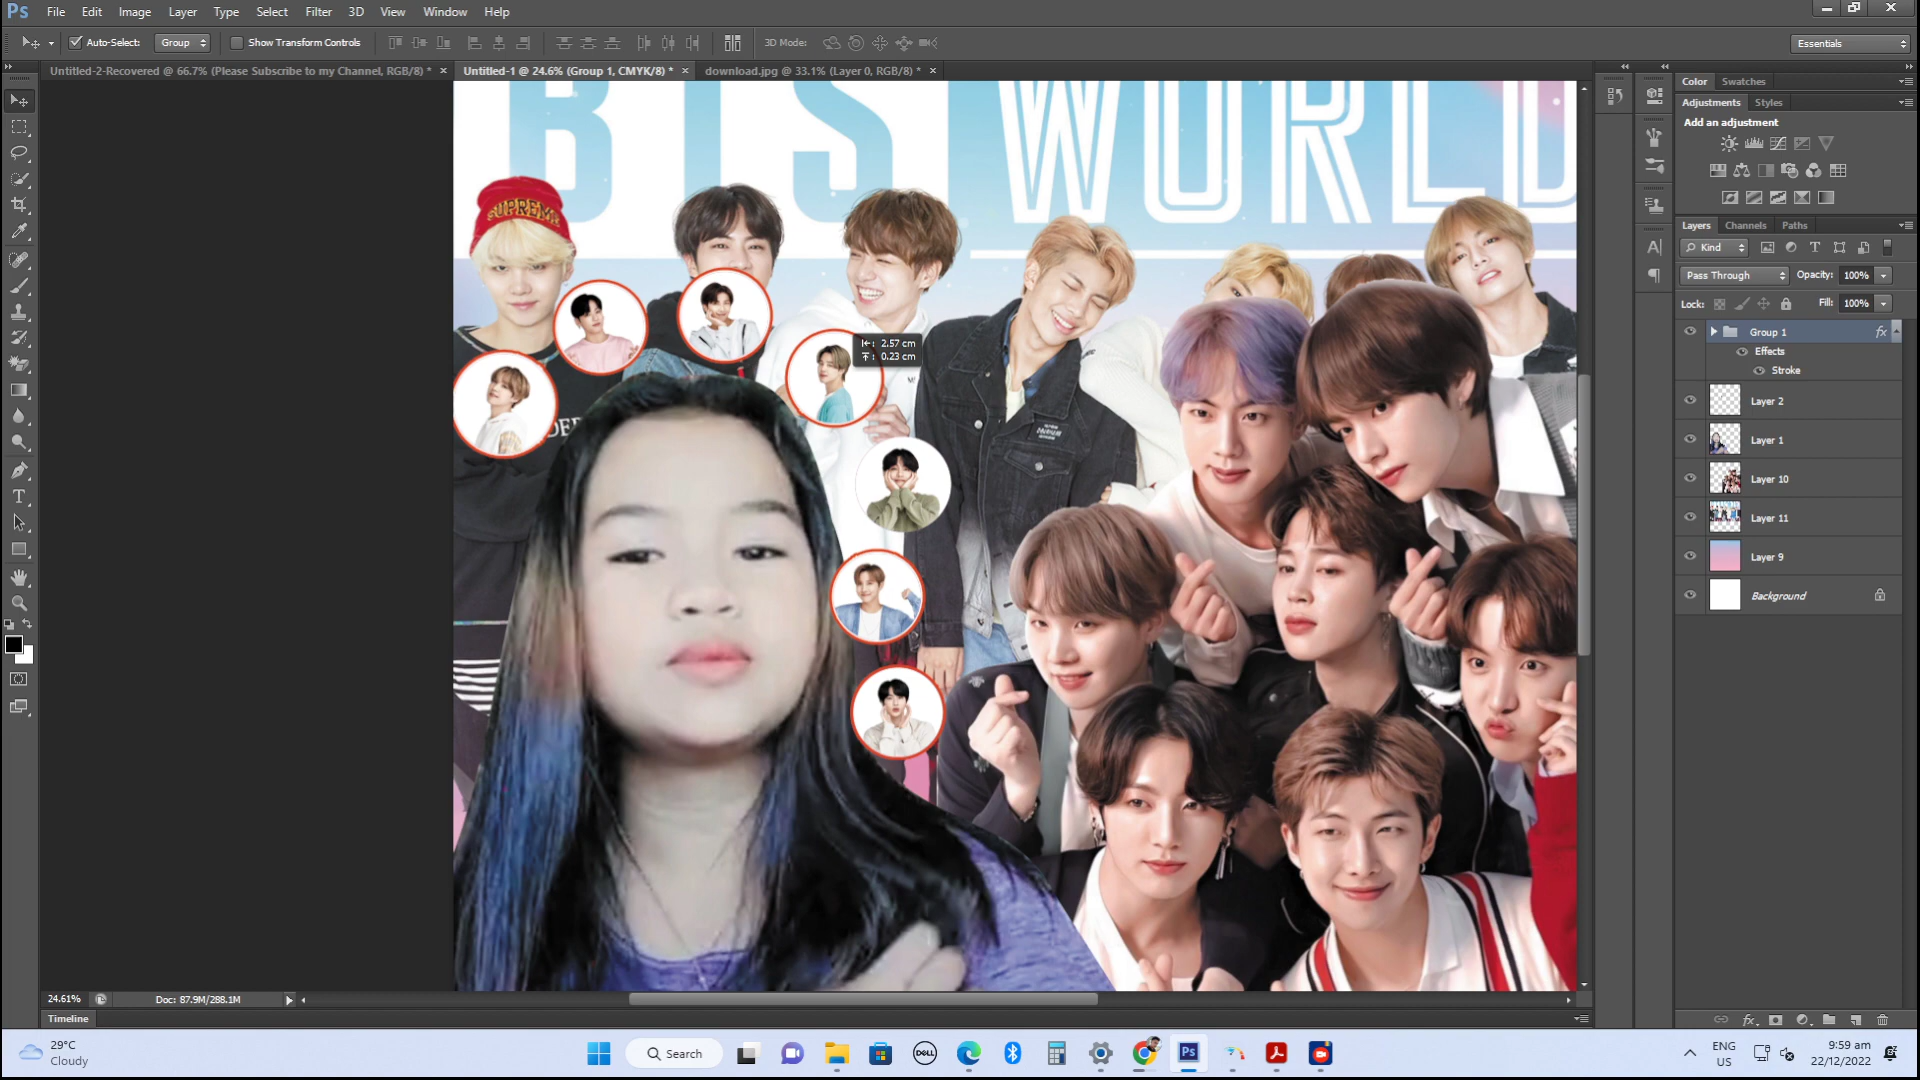 Ps File Edit Image Layer Type Select Filter 3D View Window Help
Auto-Select: Group Show Transform Controls 3D Mode: Essentials
Untitled-2-Recovered @ 66.7% (Please Subscribe to my Channel, RGB/8) * × Untitled-1 @ 24.6% (Group 1, CMYK/8) * × download.jpg @ 33.1% (Layer 0, RGB/8) * ×
Color Swatches
Adjustments Styles
Add an adjustment
BTS WORLD
SUPREME
2.57 cm
0.23 cm
Layers Channels Paths
Kind
Pass Through Opacity: 100%
Lock: Fill: 100%
Group 1 fx
Effects
Stroke
Layer 2
Layer 1
Layer 10
Layer 11
Layer 9
Background
24.61% Doc: 87.9M/288.1M
Timeline
29°C
Cloudy
Search
DELL
Ps
ENG
US
9:59 am
22/12/2022